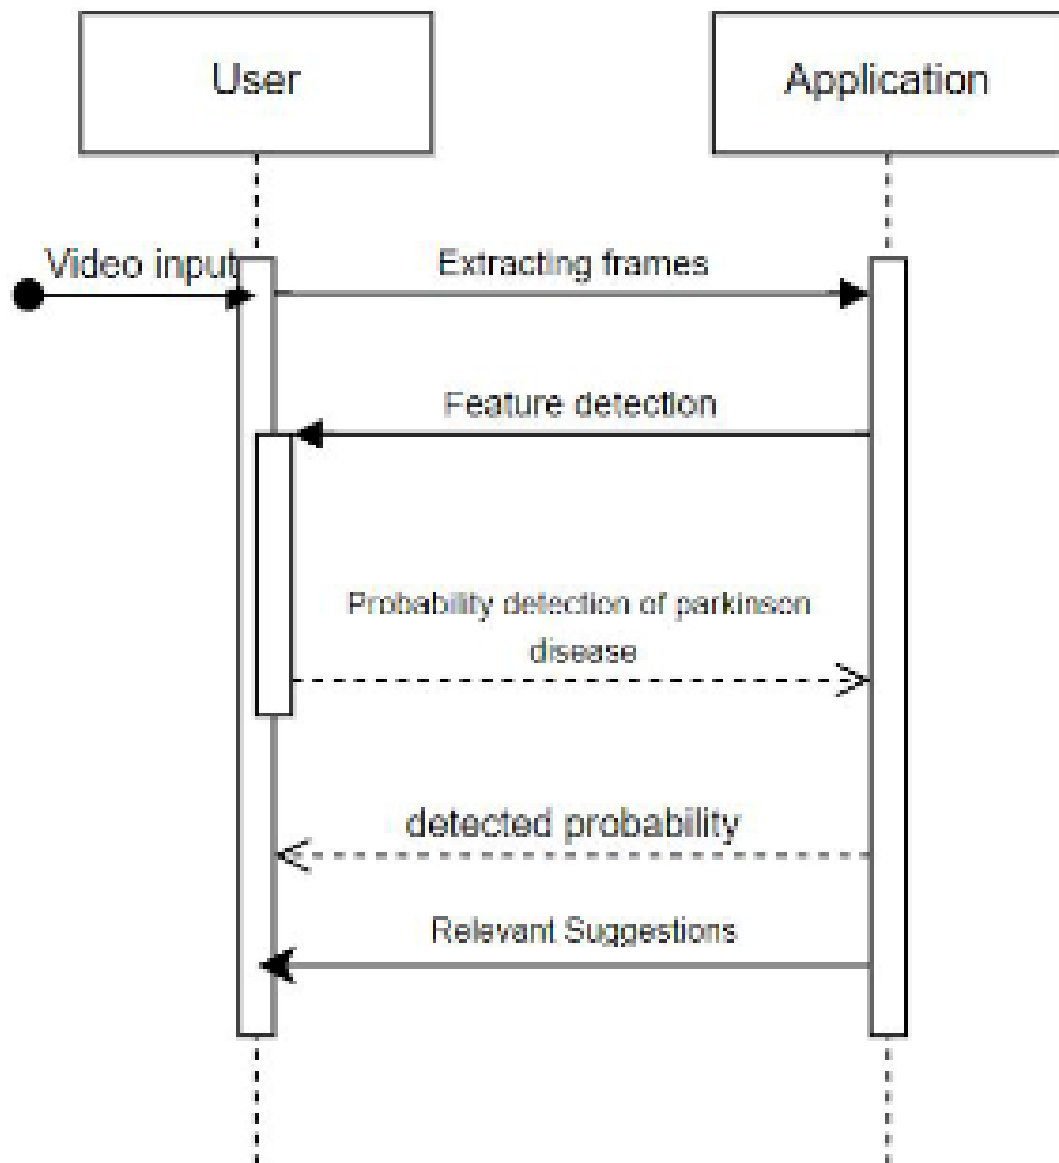 User
Application
Video input
Extracting frames
Feature detection
Probability detection of parkinson
disease
detected probability
Relevant Suggestions